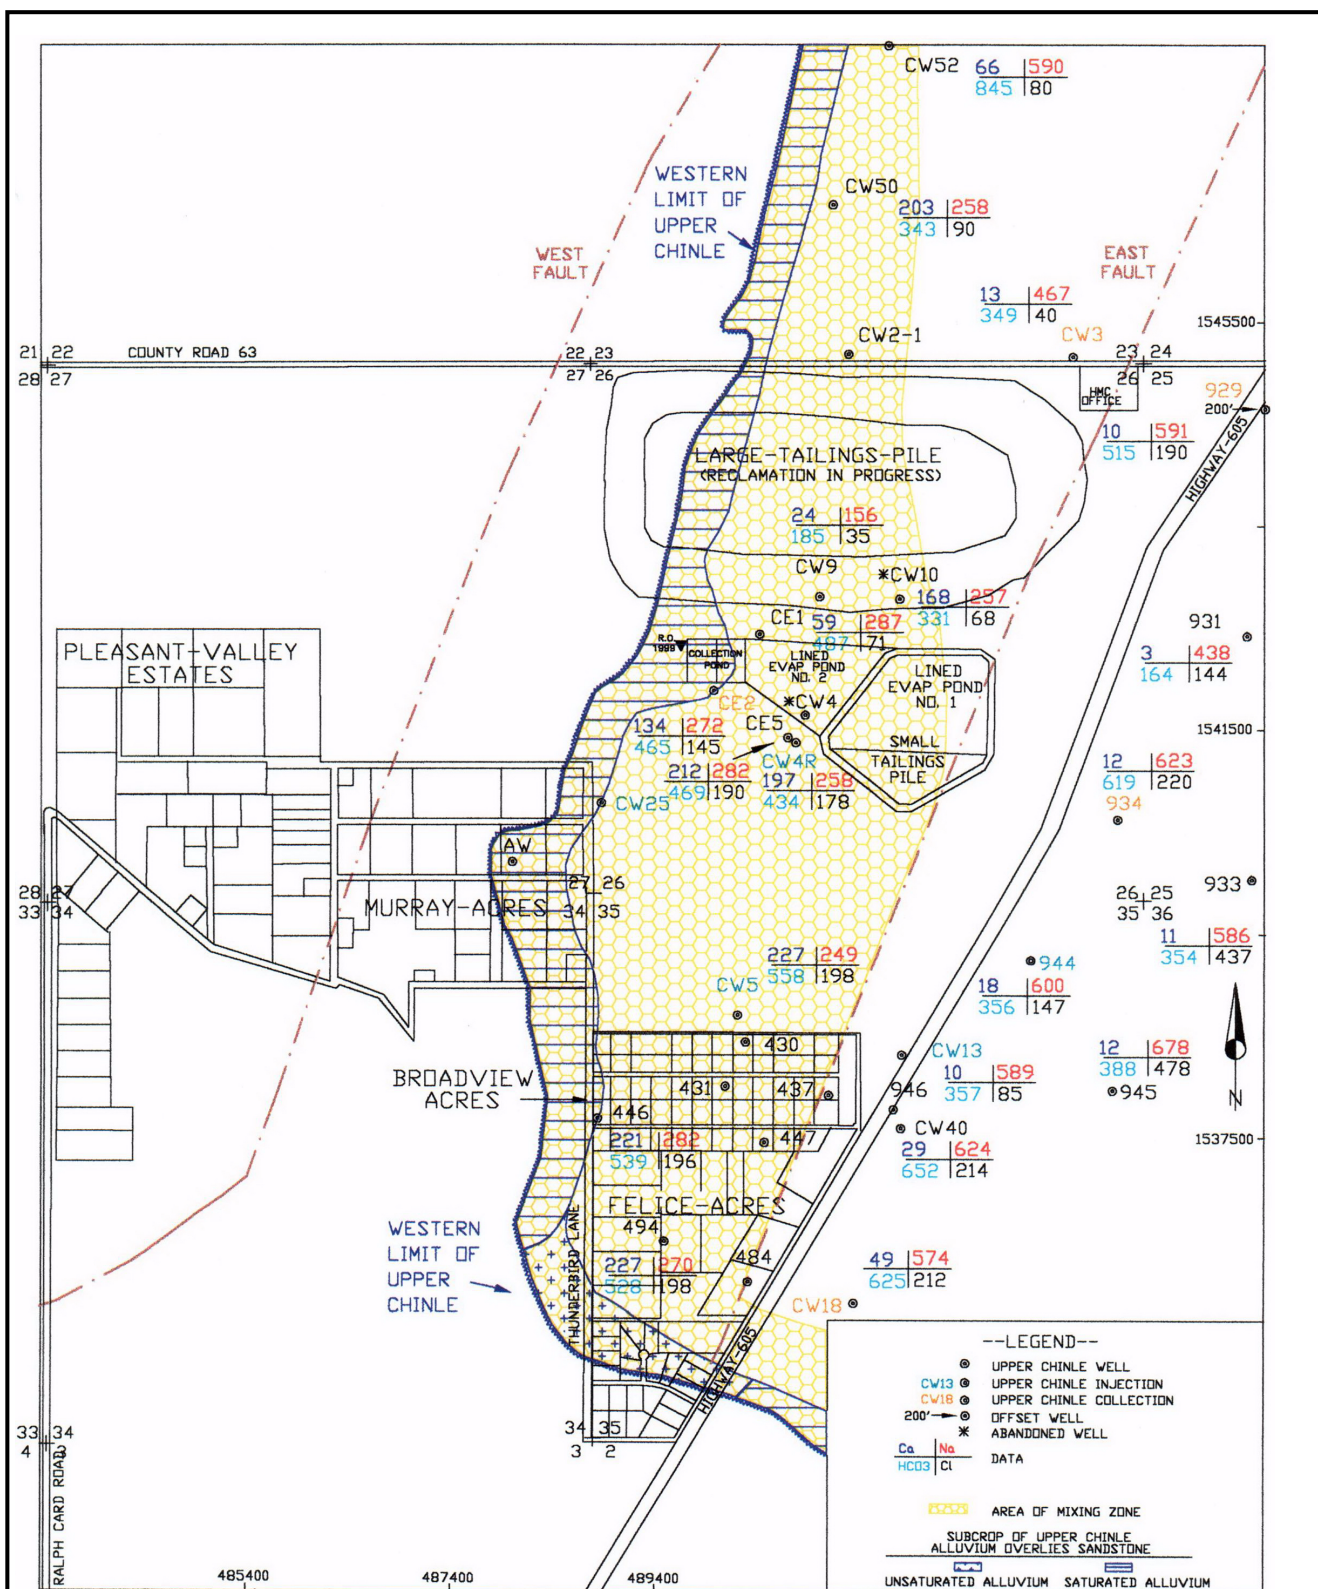 CW52
66 590
845 80
WESTERN
LIMIT OF
UPPER
CHINLE
CW50
203 258
343 90
WEST
FAULT
EAST
FAULT
13 467
349 40
1545500
21 22
28 27
COUNTY ROAD 63
22 23
27 26
CW2-1
CW3
23 24
26 25
HMC
OFFICE
929
200'
HIGHWAY-605
10 591
515 190
LARGE-TAILINGS-PILE
(RECLAMATION IN PROGRESS)
24 156
185 35
CW9
CW10
168 257
331 68
CE1
59 287
487 71
931
3 438
164 144
PLEASANT-VALLEY
ESTATES
R.O.
1999
COLLECTION
POND
LINED
EVAP POND
NO. 2
LINED
EVAP POND
NO. 1
CE2
CW4
134 272
465 145
CE5
CW4R
SMALL
TAILINGS
PILE
1541500
212 282
469 190
197 258
434 178
12 623
619 220
934
CW25
AW
28 27
33 34
27 26
34 35
MURRAY-ACRES
933
26 25
35 36
11 586
354 437
227 249
558 198
944
18 600
356 147
CW5
430
CW13
12 678
388 478
BROADVIEW
ACRES
431
437
10 589
357 85
946
945
N
446
447
CW40
1537500
221 282
539 196
29 624
652 214
FELICE-ACRES
THUNDERBIRD LANE
494
WESTERN
LIMIT OF
UPPER
CHINLE
484
227 270
528 198
49 574
625 212
CW18
HIGHWAY-605
--LEGEND--
UPPER CHINLE WELL
CW13 UPPER CHINLE INJECTION
CW18 UPPER CHINLE COLLECTION
200' OFFSET WELL
ABANDONED WELL
Ca Na
HCO3 Cl
DATA
AREA OF MIXING ZONE
SUBCROP OF UPPER CHINLE
ALLUVIUM OVERLIES SANDSTONE
UNSATURATED ALLUVIUM SATURATED ALLUVIUM
33 34
4 3
34 35
3 2
RALPH CARD ROAD
485400
487400
489400